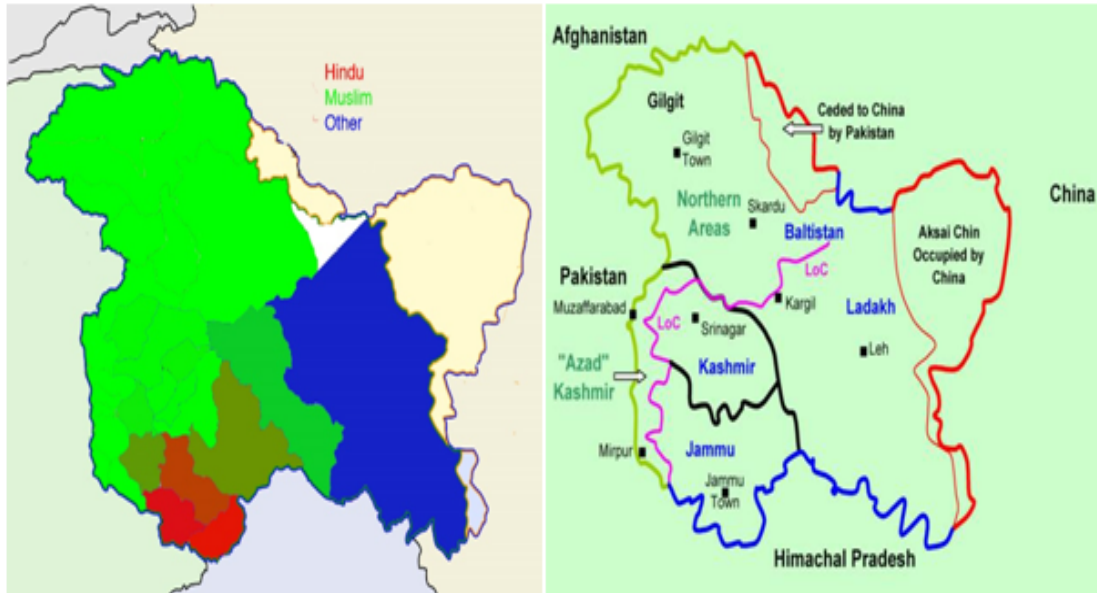 Hindu
Muslim
Other
Afghanistan
Gilgit
Ceded to China
by Pakistan
Gilgit
Town
China
Northern
Areas
Skardu
Baltistan
Aksai Chin
Occupied by
China
LoC
Pakistan
Kargil
Ladakh
Muzaffarabad
LoC
Srinagar
Leh
"Azad"
Kashmir
Kashmir
Mirpur
Jammu
Jammu
Town
Himachal Pradesh